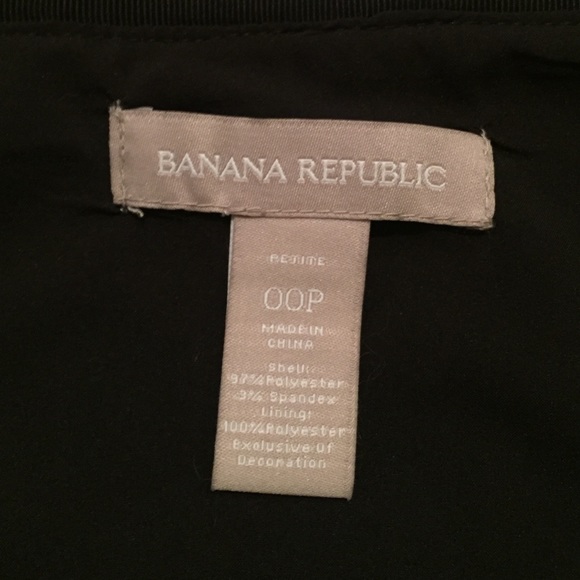 BANANA REPUBLIC
PETITE
00P
MADE IN
CHINA
Shell:
97% Polyester
3% Spandex
Lining:
100% Polyester
Exclusive Of
Decoration